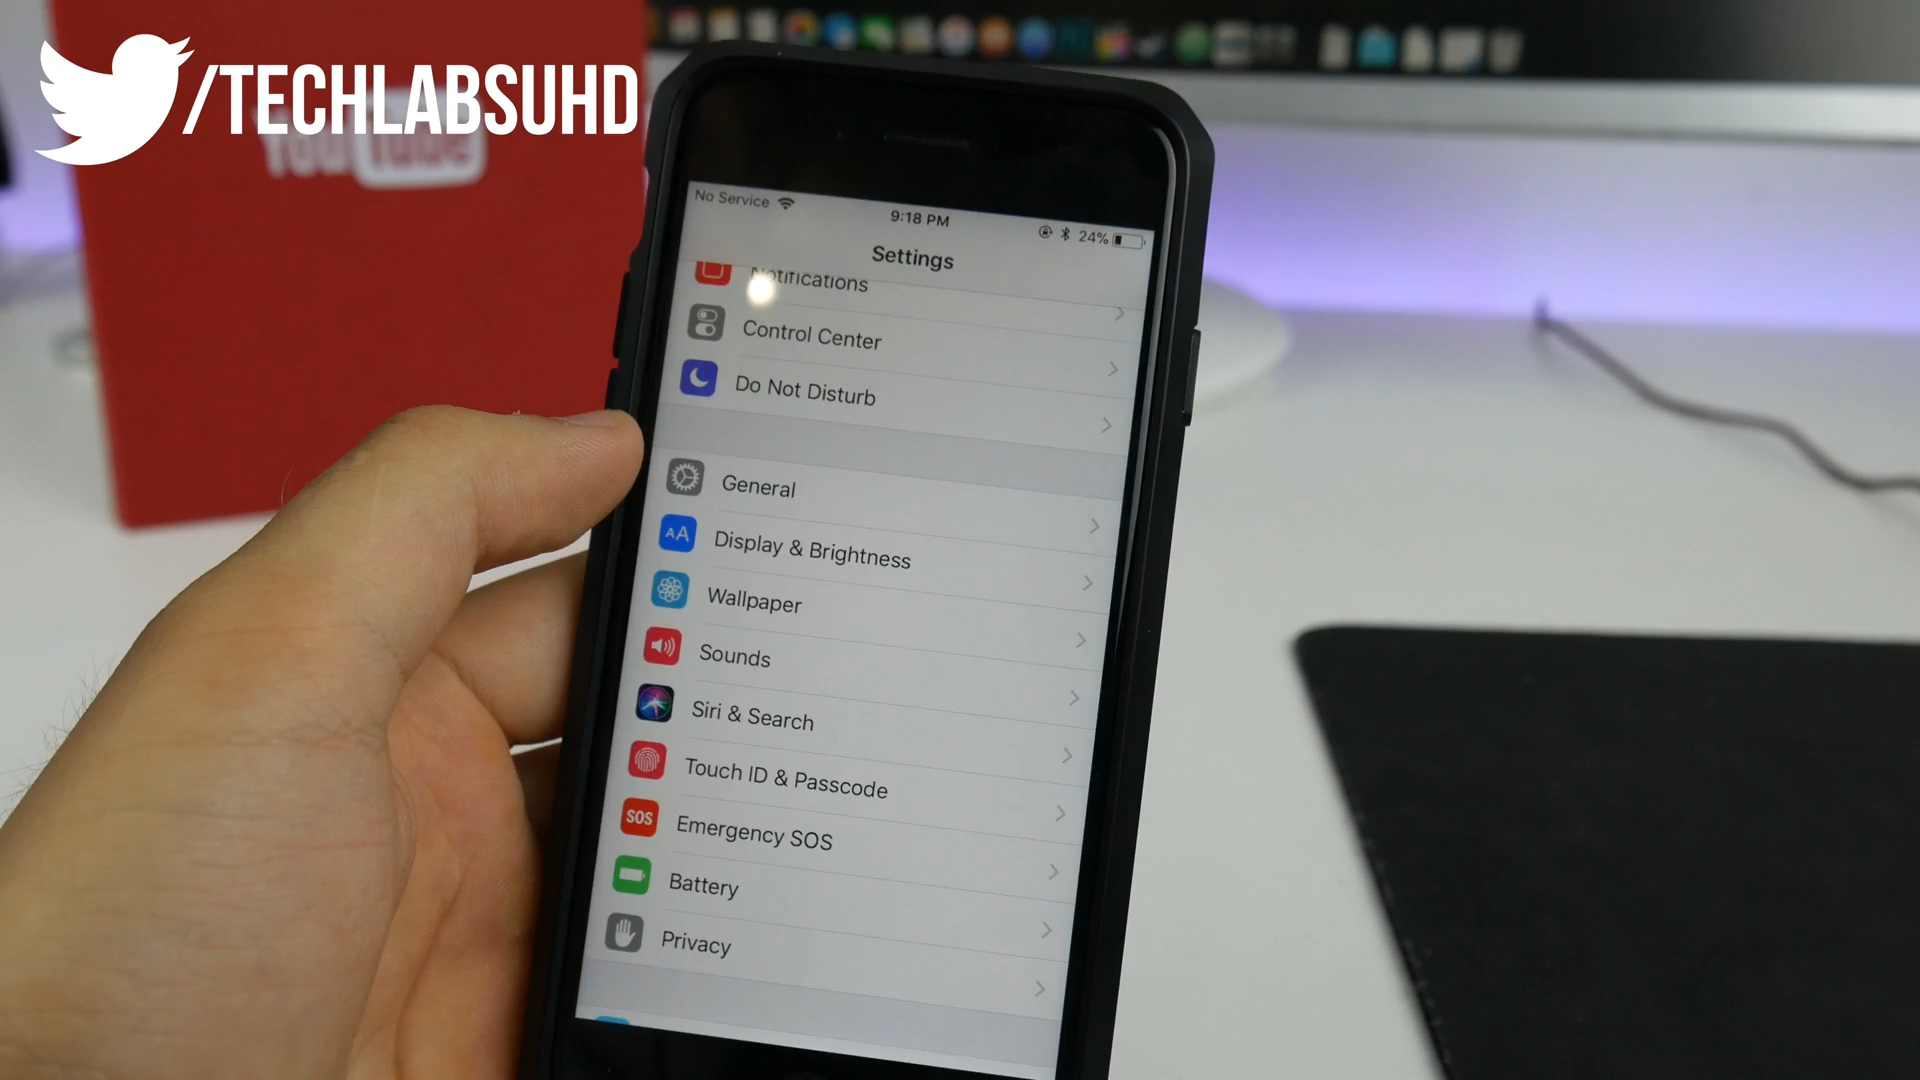 /TECHLABSUHD
YouTube
No Service
9:18 PM
24%
Settings
Notifications
Control Center
Do Not Disturb
General
AA
Display & Brightness
Wallpaper
Sounds
Siri & Search
Touch ID & Passcode
SOS
Emergency SOS
Battery
Privacy